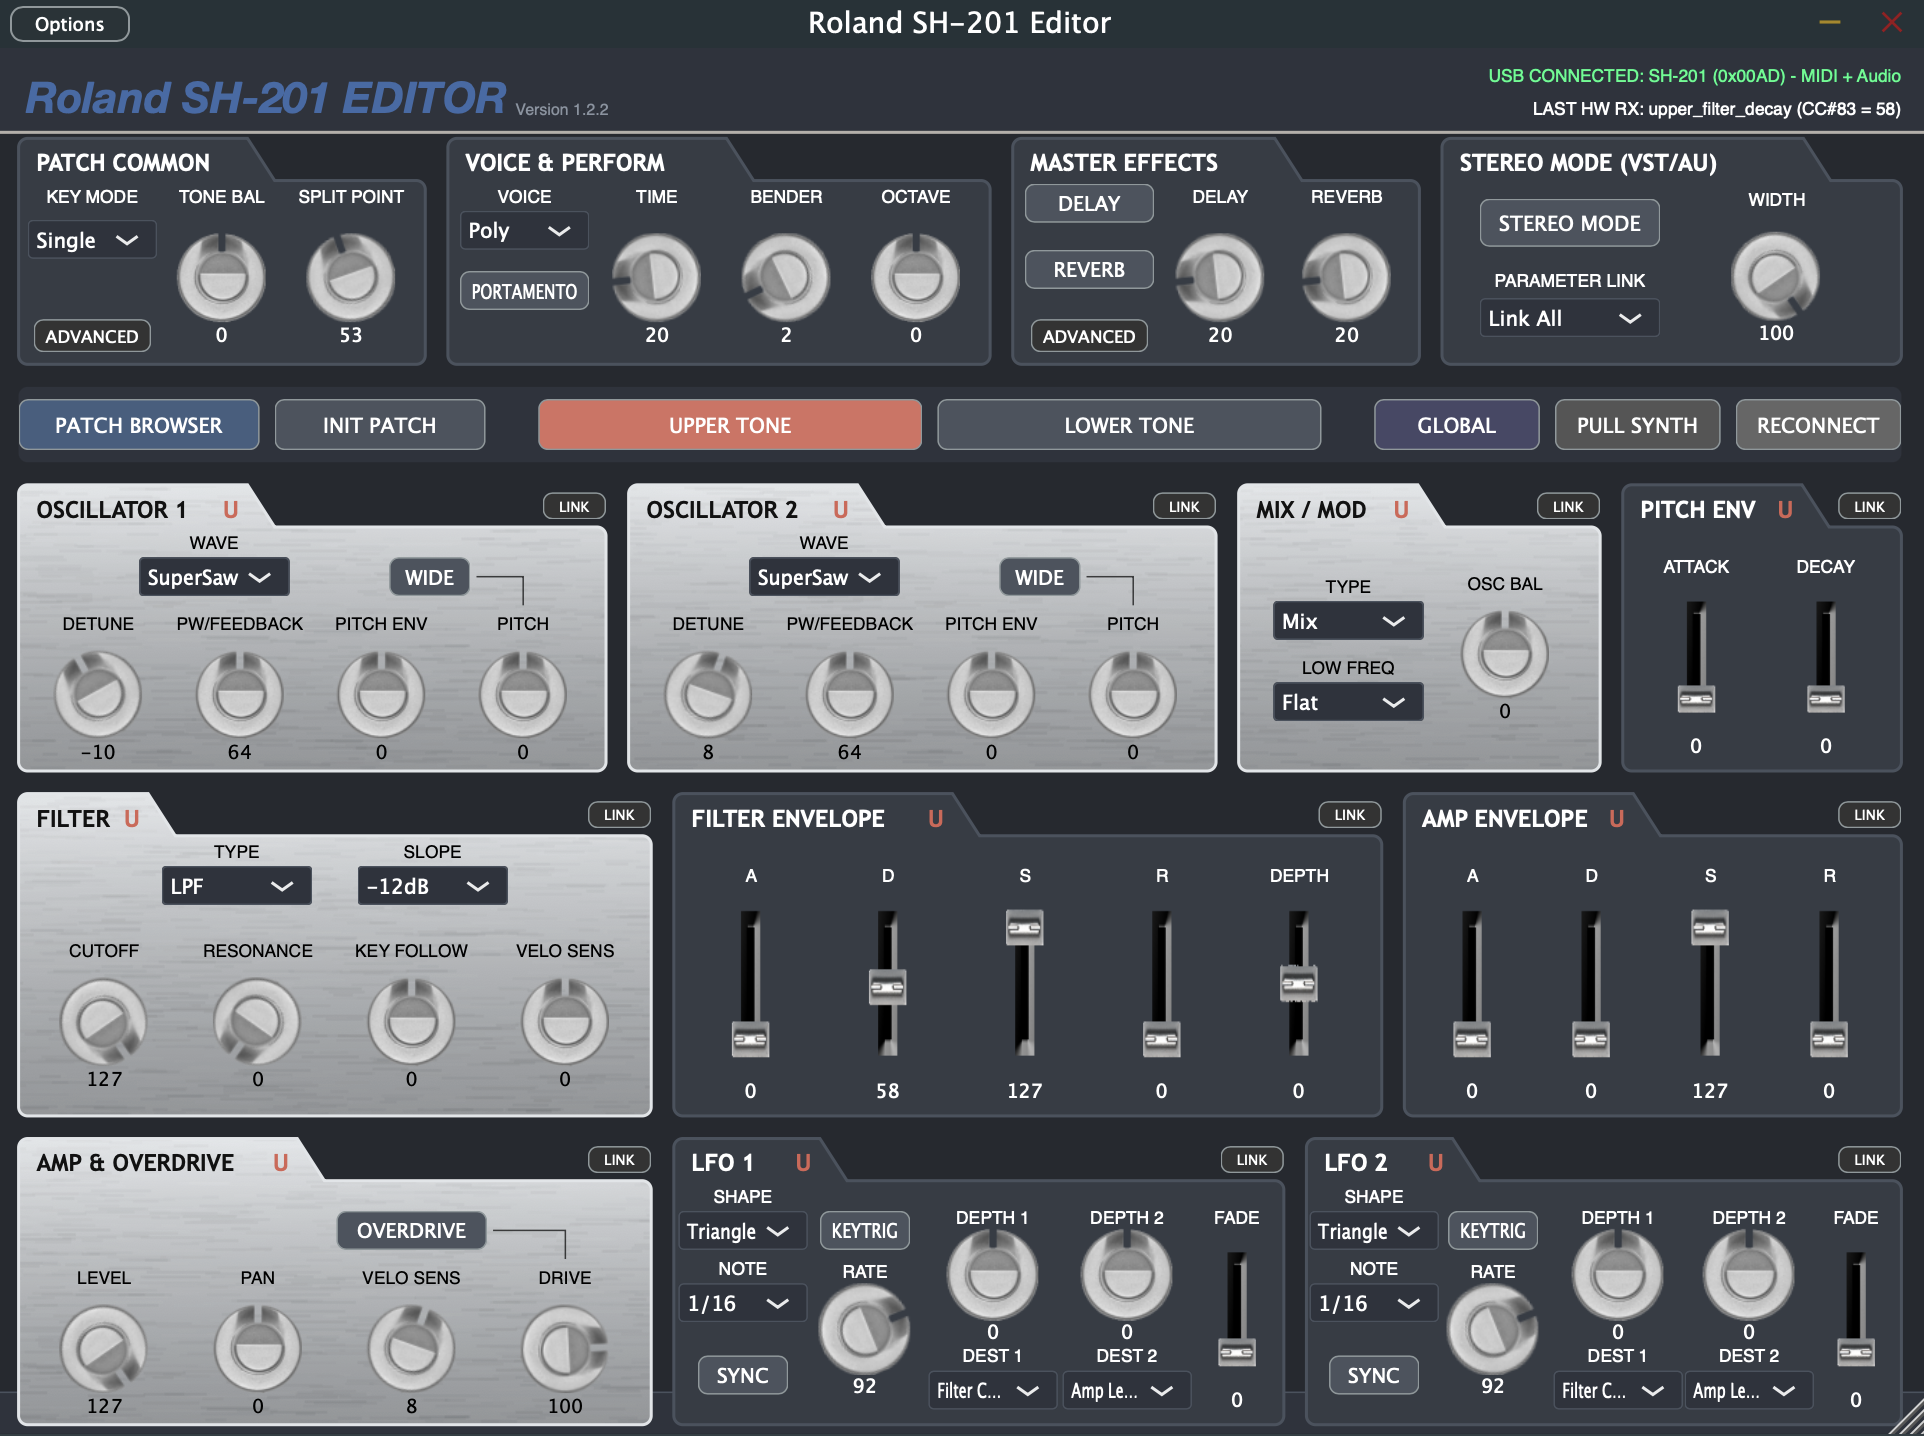 Options
Roland SH-201 Editor
Roland SH-201 EDITOR Version 1.2.2
USB CONNECTED: SH-201 (0x00AD) - MIDI + Audio
LAST HW RX: upper_filter_decay (CC#83 = 58)
PATCH COMMON
KEY MODE TONE BAL SPLIT POINT
Single
ADVANCED
0 53
VOICE & PERFORM
VOICE TIME BENDER OCTAVE
Poly
PORTAMENTO
20 2 0
MASTER EFFECTS
DELAY DELAY REVERB
REVERB
ADVANCED 20 20
STEREO MODE (VST/AU)
STEREO MODE WIDTH
PARAMETER LINK
Link All
100
PATCH BROWSER INIT PATCH UPPER TONE LOWER TONE GLOBAL PULL SYNTH RECONNECT
OSCILLATOR 1 U LINK
WAVE
SuperSaw WIDE
DETUNE PW/FEEDBACK PITCH ENV PITCH
-10 64 0 0
OSCILLATOR 2 U LINK
WAVE
SuperSaw WIDE
DETUNE PW/FEEDBACK PITCH ENV PITCH
8 64 0 0
MIX / MOD U LINK
TYPE OSC BAL
Mix
LOW FREQ
Flat
0
PITCH ENV U LINK
ATTACK DECAY
0 0
FILTER U LINK
TYPE SLOPE
LPF -12dB
CUTOFF RESONANCE KEY FOLLOW VELO SENS
127 0 0 0
FILTER ENVELOPE U LINK
A D S R DEPTH
0 58 127 0 0
AMP ENVELOPE U LINK
A D S R
0 0 127 0
AMP & OVERDRIVE U LINK
OVERDRIVE
LEVEL PAN VELO SENS DRIVE
127 0 8 100
LFO 1 U LINK
SHAPE
Triangle KEYTRIG DEPTH 1 DEPTH 2 FADE
NOTE RATE
1/16
0 0
DEST 1 DEST 2
SYNC 92 Filter C... Amp Le... 0
LFO 2 U LINK
SHAPE
Triangle KEYTRIG DEPTH 1 DEPTH 2 FADE
NOTE RATE
1/16
0 0
DEST 1 DEST 2
SYNC 92 Filter C... Amp Le... 0